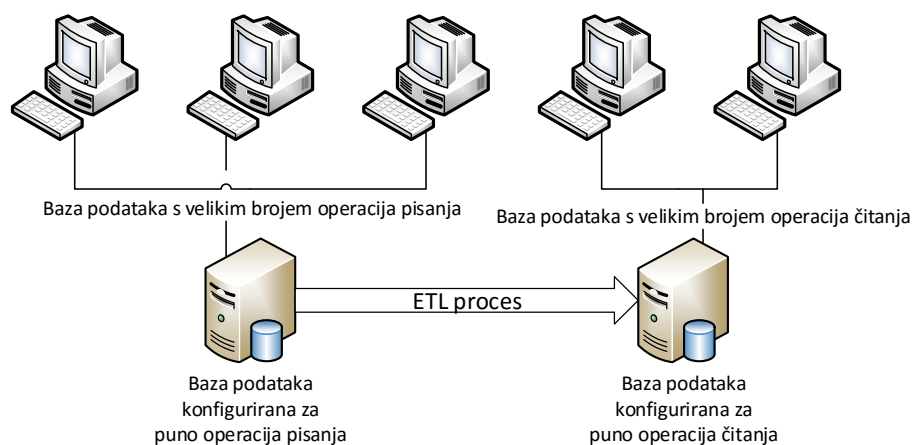 Baza podataka s velikim brojem operacija pisanja
Baza podataka s velikim brojem operacija čitanja
ETL proces
Baza podataka
konfigurirana za
puno operacija pisanja
Baza podataka
konfigurirana za
puno operacija čitanja